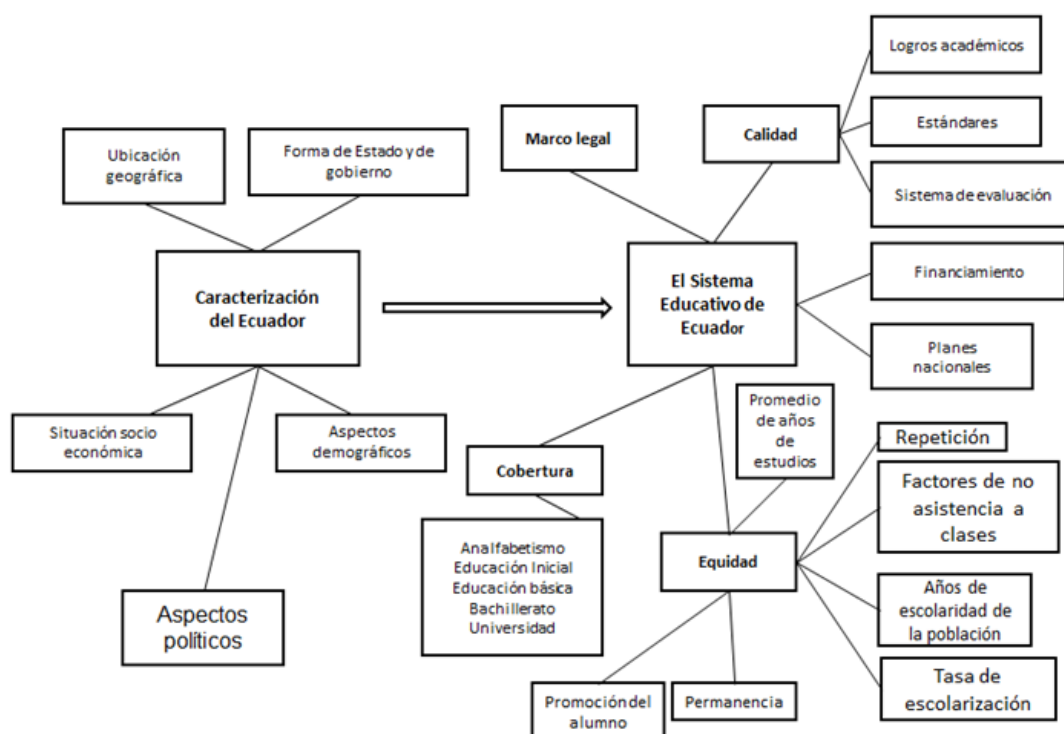 Logros académicos
Estándares
Sistema de evaluación
Marco legal
Calidad
Ubicación
geográfica
Forma de Estado y de
gobierno
Caracterización
del Ecuador
El Sistema
Educativo de
Ecuador
Financiamiento
Planes
nacionales
Situación socio
económica
Aspectos
demográficos
Aspectos
políticos
Cobertura
Analfabetismo
Educación Inicial
Educación básica
Bachillerato
Universidad
Promedio
de años
de
estudios
Equidad
Repetición
Factores de no
asistencia a
clases
Años de
escolaridad de
la población
Tasa de
escolarización
Promoción del
alumno
Permanencia